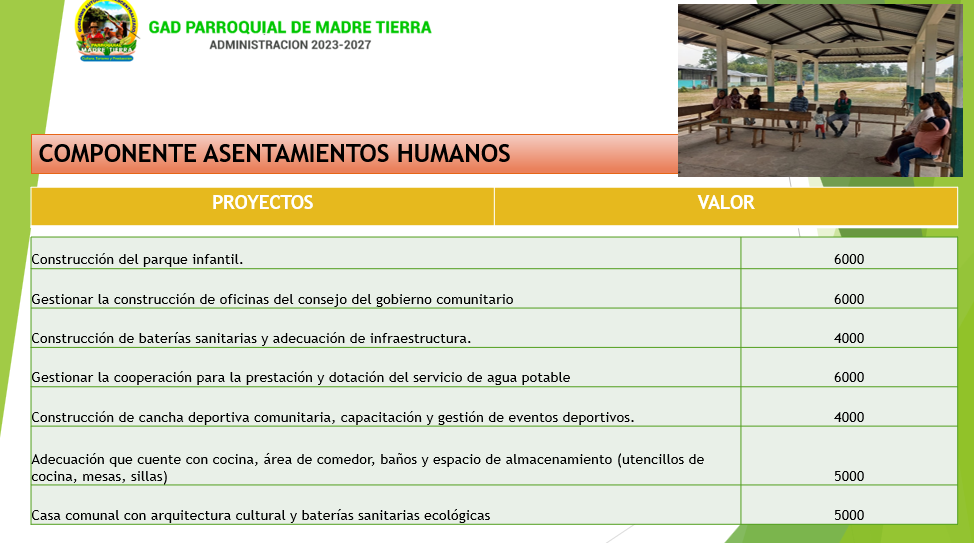 MADRE TIERRA
GAD PARROQUIAL DE MADRE TIERRA
ADMINISTRACION 2023-2027
COMPONENTE ASENTAMIENTOS HUMANOS
PROYECTOS VALOR
Construcción del parque infantil. 6000
Gestionar la construcción de oficinas del consejo del gobierno comunitario 6000
Construcción de baterías sanitarias y adecuación de infraestructura. 4000
Gestionar la cooperación para la prestación y dotación del servicio de agua potable 6000
Construcción de cancha deportiva comunitaria, capacitación y gestión de eventos deportivos. 4000
Adecuación que cuente con cocina, área de comedor, baños y espacio de almacenamiento (utencillos de
cocina, mesas, sillas) 5000
Casa comunal con arquitectura cultural y baterías sanitarias ecológicas 5000